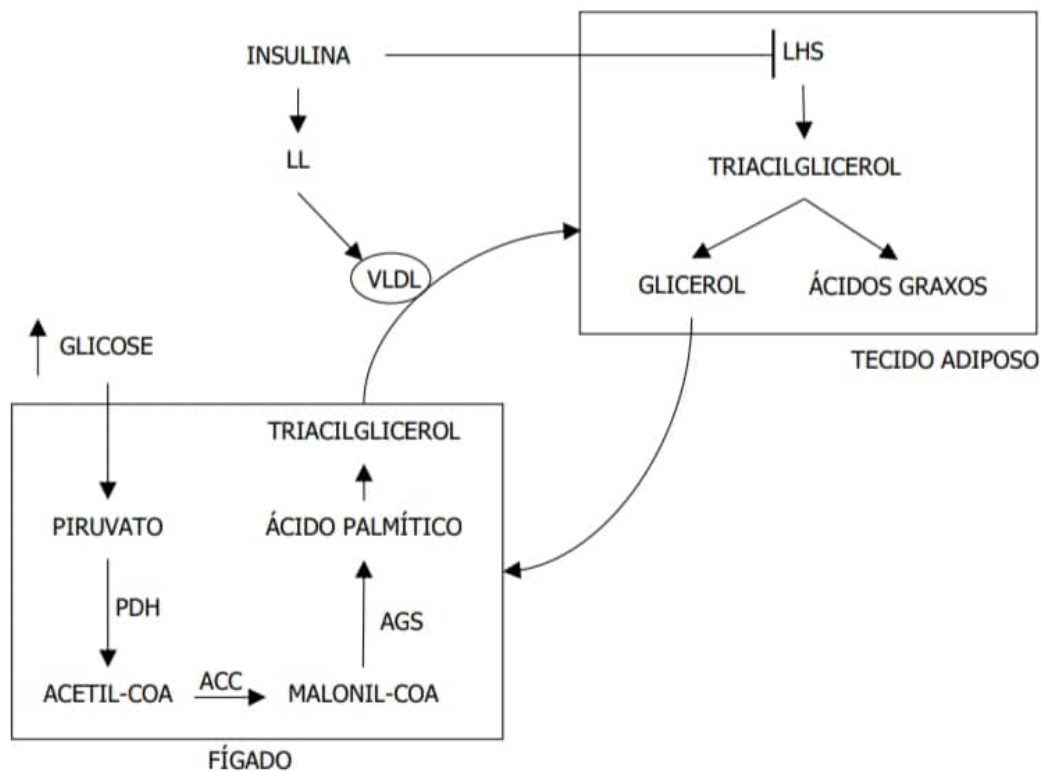 INSULINA
LHS
LL
TRIACILGLICEROL
VLDL
GLICEROL
ÁCIDOS GRAXOS
GLICOSE
TECIDO ADIPOSO
TRIACILGLICEROL
PIRUVATO
ÁCIDO PALMÍTICO
PDH
AGS
ACETIL-COA
ACC
MALONIL-COA
FÍGADO